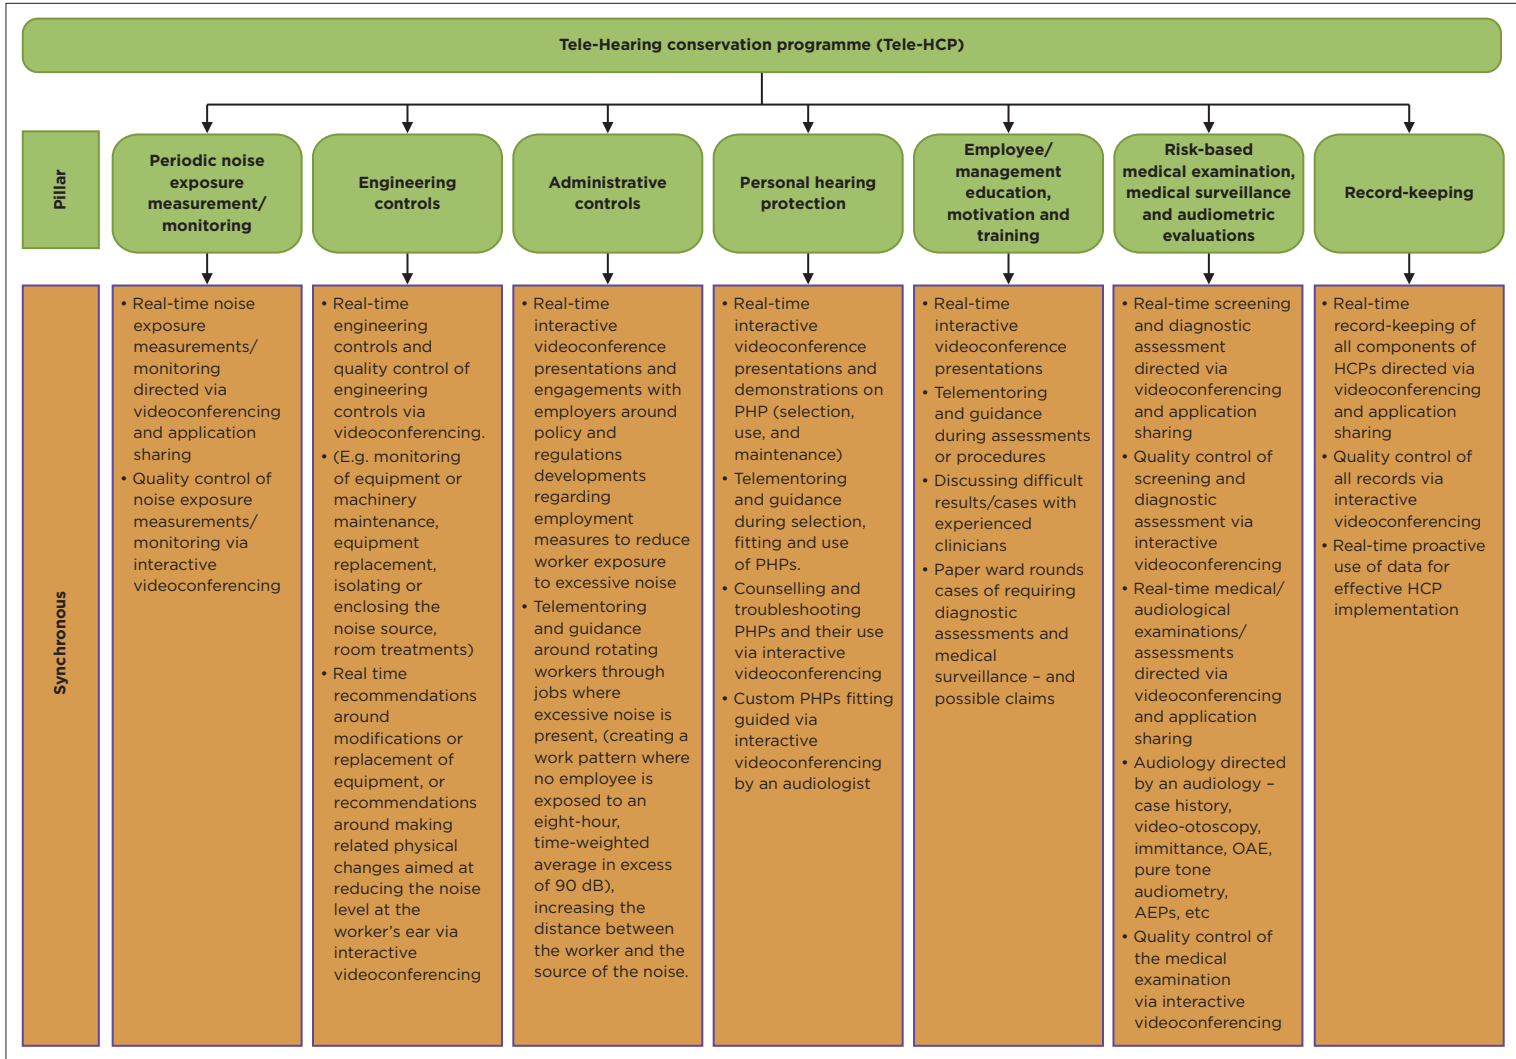 Tele-Hearing conservation programme (Tele-HCP)
Pillar
Periodic noise
exposure
measurement/
monitoring
Engineering
controls
Administrative
controls
Personal hearing
protection
Employee/
management
education,
motivation and
training
Risk-based
medical examination,
medical surveillance
and audiometric
evaluations
Record-keeping
Synchronous
• Real-time noise
exposure
measurements/
monitoring
directed via
videoconferencing
and application
sharing
• Quality control of
noise exposure
measurements/
monitoring via
interactive
videoconferencing
• Real-time
engineering
controls and
quality control of
engineering
controls via
videoconferencing.
• (E.g. monitoring
of equipment or
machinery
maintenance,
equipment
replacement,
isolating or
enclosing the
noise source,
room treatments)
• Real time
recommendations
around
modifications or
replacement of
equipment, or
recommendations
around making
related physical
changes aimed at
reducing the noise
level at the
worker's ear via
interactive
videoconferencing
• Real-time
interactive
videoconference
presentations and
engagements with
employers around
policy and
regulations
developments
regarding
employment
measures to reduce
worker exposure
to excessive noise
• Telementoring
and guidance
around rotating
workers through
jobs where
excessive noise is
present, (creating a
work pattern where
no employee is
exposed to an
eight-hour,
time-weighted
average in excess
of 90 dB),
increasing the
distance between
the worker and the
source of the noise.
• Real-time
interactive
videoconference
presentations and
demonstrations on
PHP (selection,
use, and
maintenance)
• Telementoring
and guidance
during selection,
fitting and use
of PHPs.
• Counselling and
troubleshooting
PHPs and their use
via interactive
videoconferencing
• Custom PHPs fitting
guided via
interactive
videoconferencing
by an audiologist
• Real-time
interactive
videoconference
presentations
• Telementoring
and guidance
during assessments
or procedures
• Discussing difficult
results/cases with
experienced
clinicians
• Paper ward rounds
cases of requiring
diagnostic
assessments and
medical
surveillance – and
possible claims
• Real-time screening
and diagnostic
assessment
directed via
videoconferencing
and application
sharing
• Quality control of
screening and
diagnostic
assessment via
interactive
videoconferencing
• Real-time medical/
audiological
examinations/
assessments
directed via
videoconferencing
and application
sharing
• Audiology directed
by an audiology –
case history,
video-otoscopy,
immittance, OAE,
pure tone
audiometry,
AEPs, etc
• Quality control of
the medical
examination
via interactive
videoconferencing
• Real-time
record-keeping of
all components of
HCPs directed via
videoconferencing
and application
sharing
• Quality control of
all records via
interactive
videoconferencing
• Real-time proactive
use of data for
effective HCP
implementation